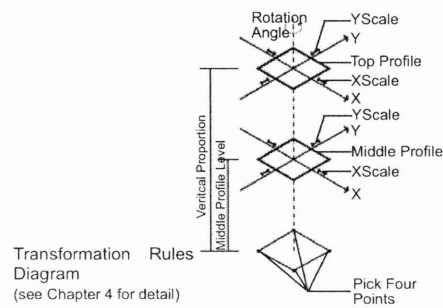 Rotation
Angle
YScale
Y
Top Profile
XScale
X
YScale
Y
Middle Profile
XScale
X
Veritcal Proportion
Middle Profile Level
Transformation Rules
Diagram
(see Chapter 4 for detail)
Pick Four
Points